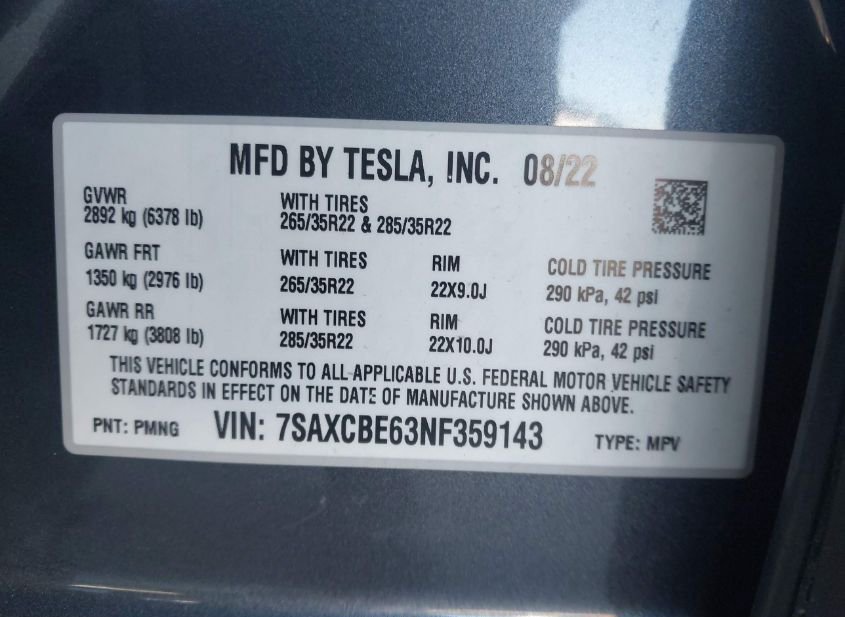 MFD BY TESLA, INC. 08/22
GVWR
2892 kg (6378 lb)
WITH TIRES
265/35R22 & 285/35R22
GAWR FRT
1350 kg (2976 lb)
WITH TIRES
265/35R22
RIM
22X9.0J
COLD TIRE PRESSURE
290 kPa, 42 psi
GAWR RR
1727 kg (3808 lb)
WITH TIRES
285/35R22
RIM
22X10.0J
COLD TIRE PRESSURE
290 kPa, 42 psi
THIS VEHICLE CONFORMS TO ALL APPLICABLE U.S. FEDERAL MOTOR VEHICLE SAFETY
STANDARDS IN EFFECT ON THE DATE OF MANUFACTURE SHOWN ABOVE.
PNT: PMNG VIN: 7SAXCBE63NF359143 TYPE: MPV